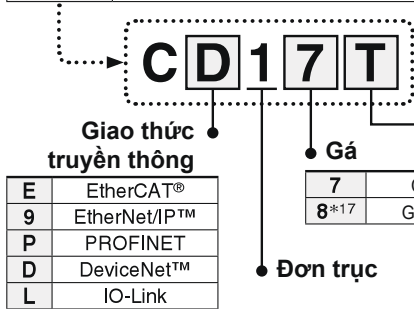 CD17T
Giao thức
truyền thông
E EtherCAT®
9 EtherNet/IP™
P PROFINET
D DeviceNet™
L IO-Link
Gá
7
8*17
Đơn trục